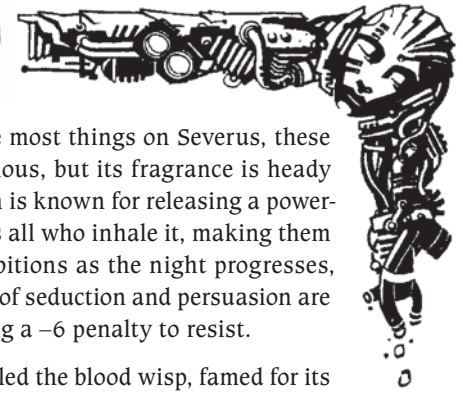 e most things on Severus, these
ious, but its fragrance is heady
n is known for releasing a power-
s all who inhale it, making them
bitions as the night progresses,
of seduction and persuasion are
ng a –6 penalty to resist.
led the blood wisp, famed for its